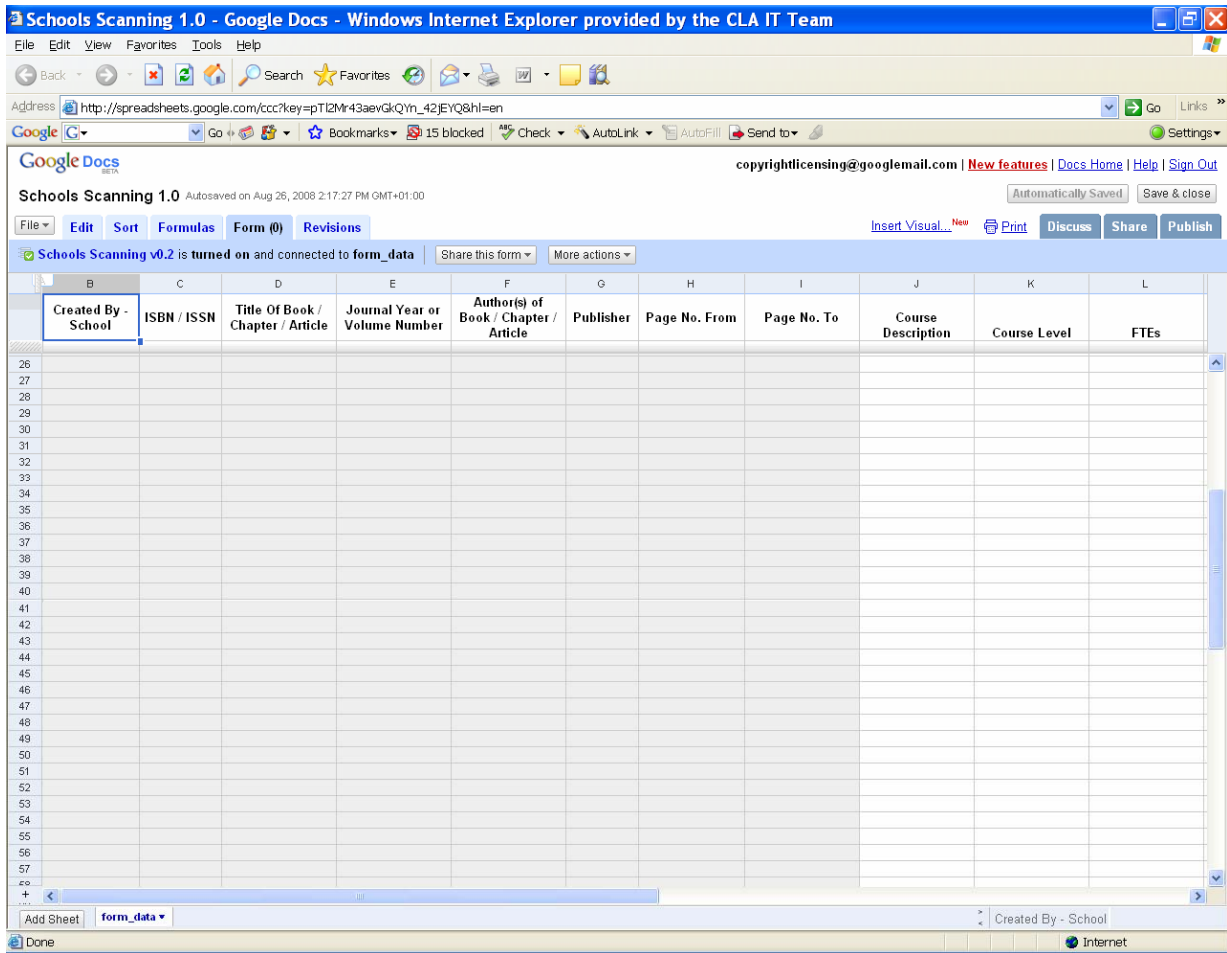 Schools Scanning 1.0 - Google Docs - Windows Internet Explorer provided by the CLA IT Team
File Edit View Favorites Tools Help
Back Search Favorites
Address http://spreadsheets.google.com/ccc?key=pTl2Mr43aevGkQYn_42jEYQ&hl=en Go Links »
Google G Go Bookmarks 15 blocked Check AutoLink AutoFill Send to Settings
Google Docs BETA
copyrightlicensing@googlemail.com | New features | Docs Home | Help | Sign Out
Schools Scanning 1.0 Autosaved on Aug 26, 2008 2:17:27 PM GMT+01:00 Automatically Saved Save & close
File Edit Sort Formulas Form (0) Revisions Insert Visual... New Print Discuss Share Publish
Schools Scanning v0.2 is turned on and connected to form_data Share this form More actions
B C D E F G H I J K L
Created By - School ISBN / ISSN Title Of Book / Chapter / Article Journal Year or Volume Number Author(s) of Book / Chapter / Article Publisher Page No. From Page No. To Course Description Course Level FTEs
26
27
28
29
30
31
32
33
34
35
36
37
38
39
40
41
42
43
44
45
46
47
48
49
50
51
52
53
54
55
56
57
+
Add Sheet form_data Created By - School
Done Internet